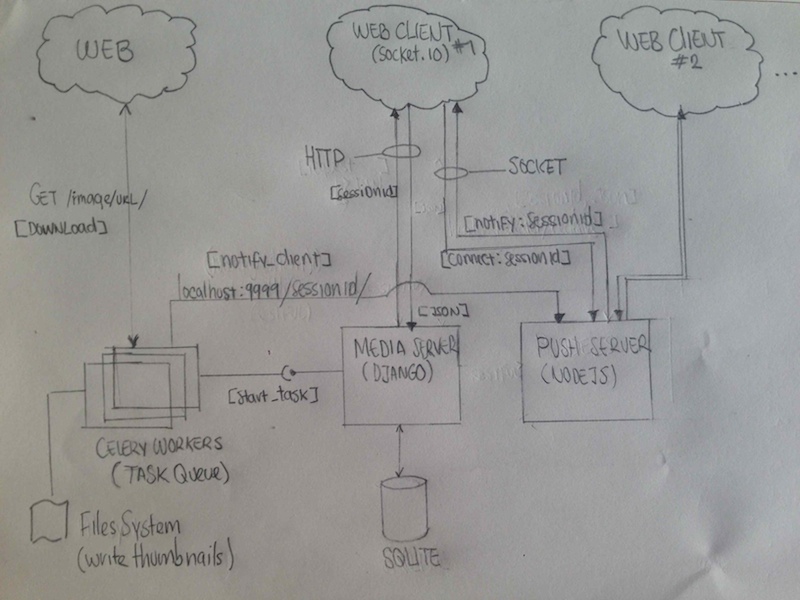 WEB
WEB CLIENT
(Socket.IO) #1
WEB CLIENT
#2
...
HTTP
SOCKET
[sessionid]
GET /image/URL/
[DOWNLOAD]
[notify:sessionid]
[connect:sessionid]
[notify_client]
localhost:9999/sessionid/
[JSON]
MEDIA SERVER
(DJANGO)
PUSH SERVER
(NODEJS)
[start_task]
CELERY WORKERS
(TASK Queue)
Files System
(write thumbnails)
SQLITE